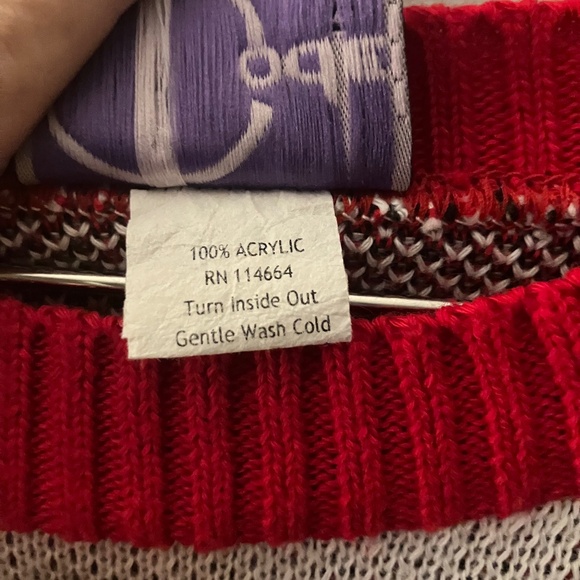 100% ACRYLIC
RN 114664
Turn Inside Out
Gentle Wash Cold